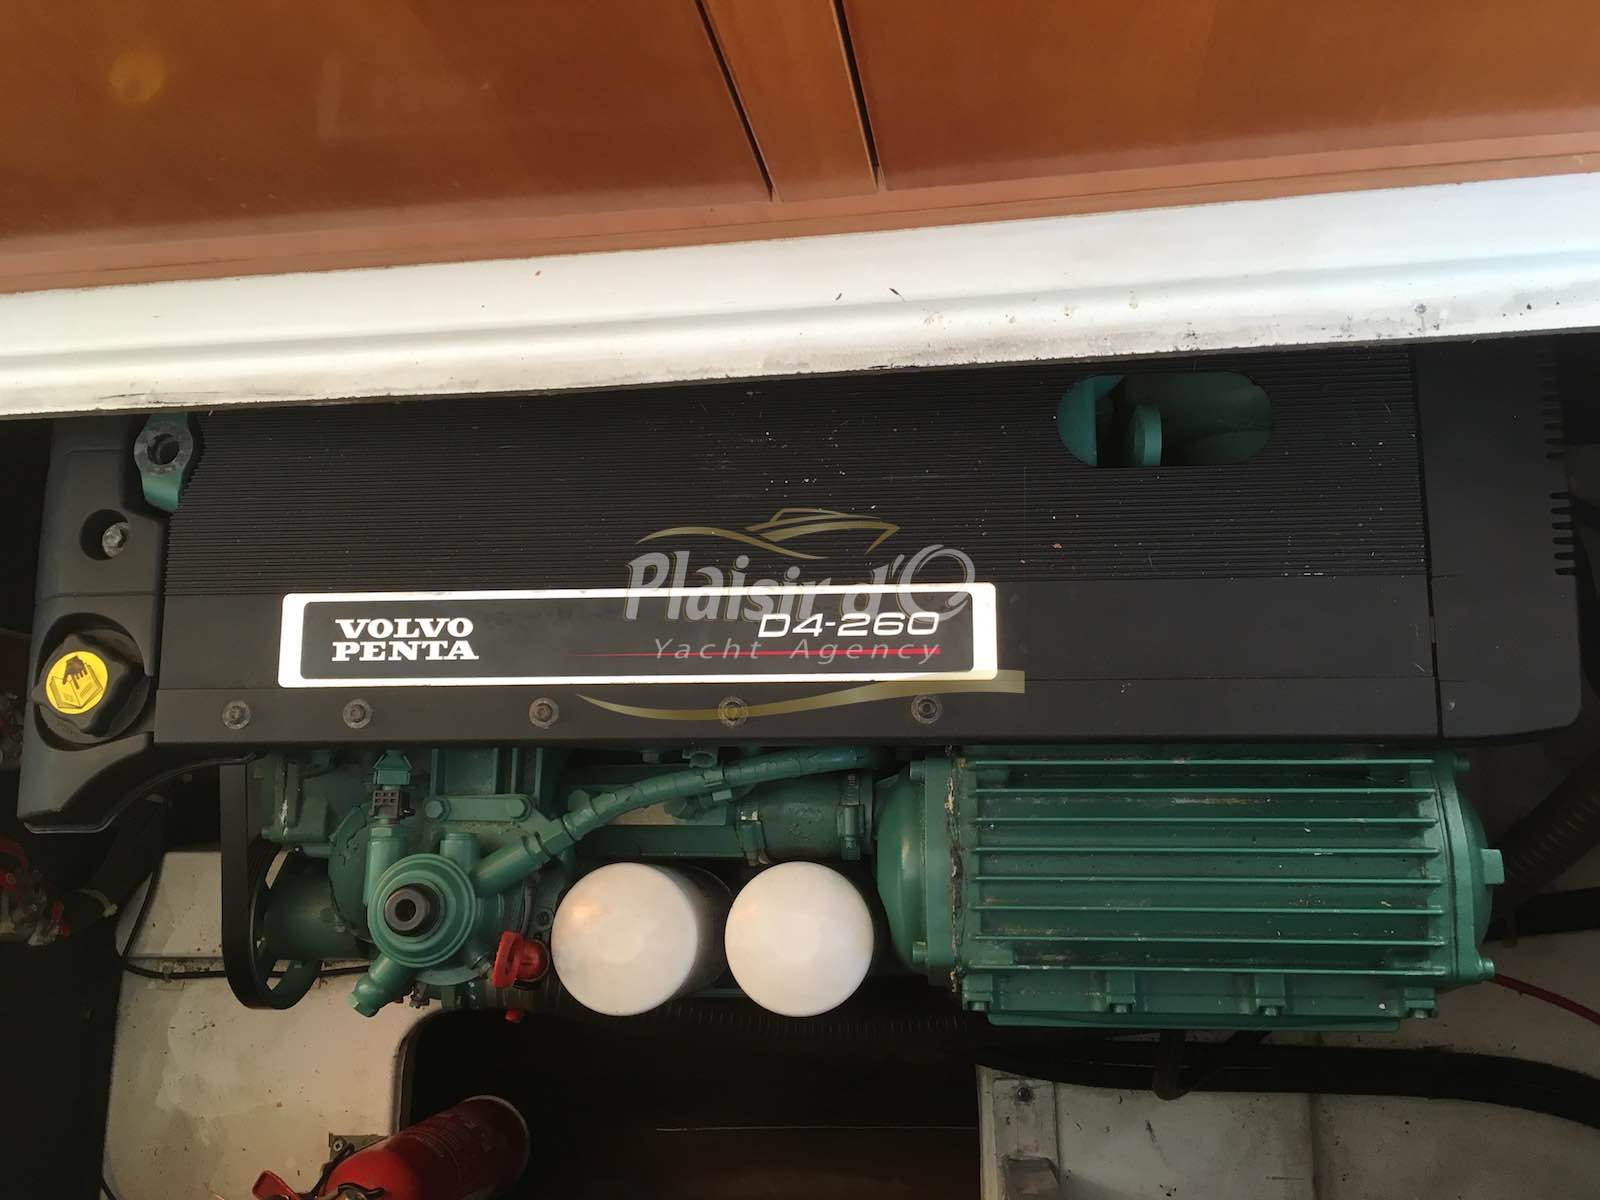 Plaisir d'O
Yacht Agency
VOLVO
PENTA
D4-260